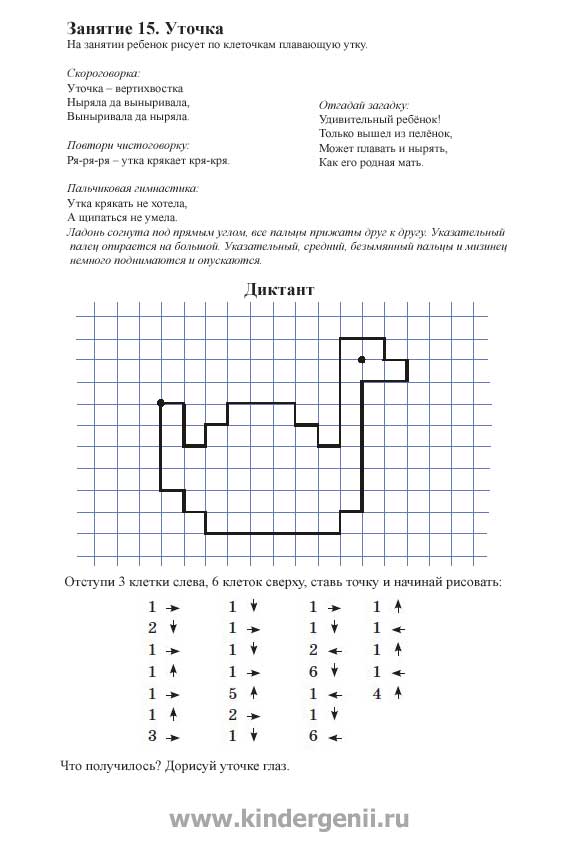 Занятие 15. Уточка
На занятии ребенок рисует по клеточкам плавающую утку.
Скороговорка:
Уточка – вертихвостка
Ныряла да выныривала,
Выныривала да ныряла.
Повтори чистоговорку:
Ря-ря-ря – утка крякает кря-кря.
Отгадай загадку:
Удивительный ребёнок!
Только вышел из пелёнок,
Может плавать и нырять,
Как его родная мать.
Пальчиковая гимнастика:
Утка крякать не хотела,
А щипаться не умела.
Ладонь согнута под прямым углом, все пальцы прижаты друг к другу. Указательный
палец опирается на большой. Указательный, средний, безымянный пальцы и мизинец
немного поднимаются и опускаются.
Диктант
Отступи 3 клетки слева, 6 клеток сверху, ставь точку и начинай рисовать:
1 → 1 ↓ 1 → 1 ↑
2 ↓ 1 → 1 ↓ 1 ←
1 → 1 ↓ 2 ← 1 ↑
1 ↑ 1 → 6 ↓ 1 ←
1 → 5 ↑ 1 ← 4 ↑
1 ↑ 2 → 1 ↓
3 → 1 ↓ 6 ←
Что получилось? Дорисуй уточке глаз.
www.kindergenii.ru